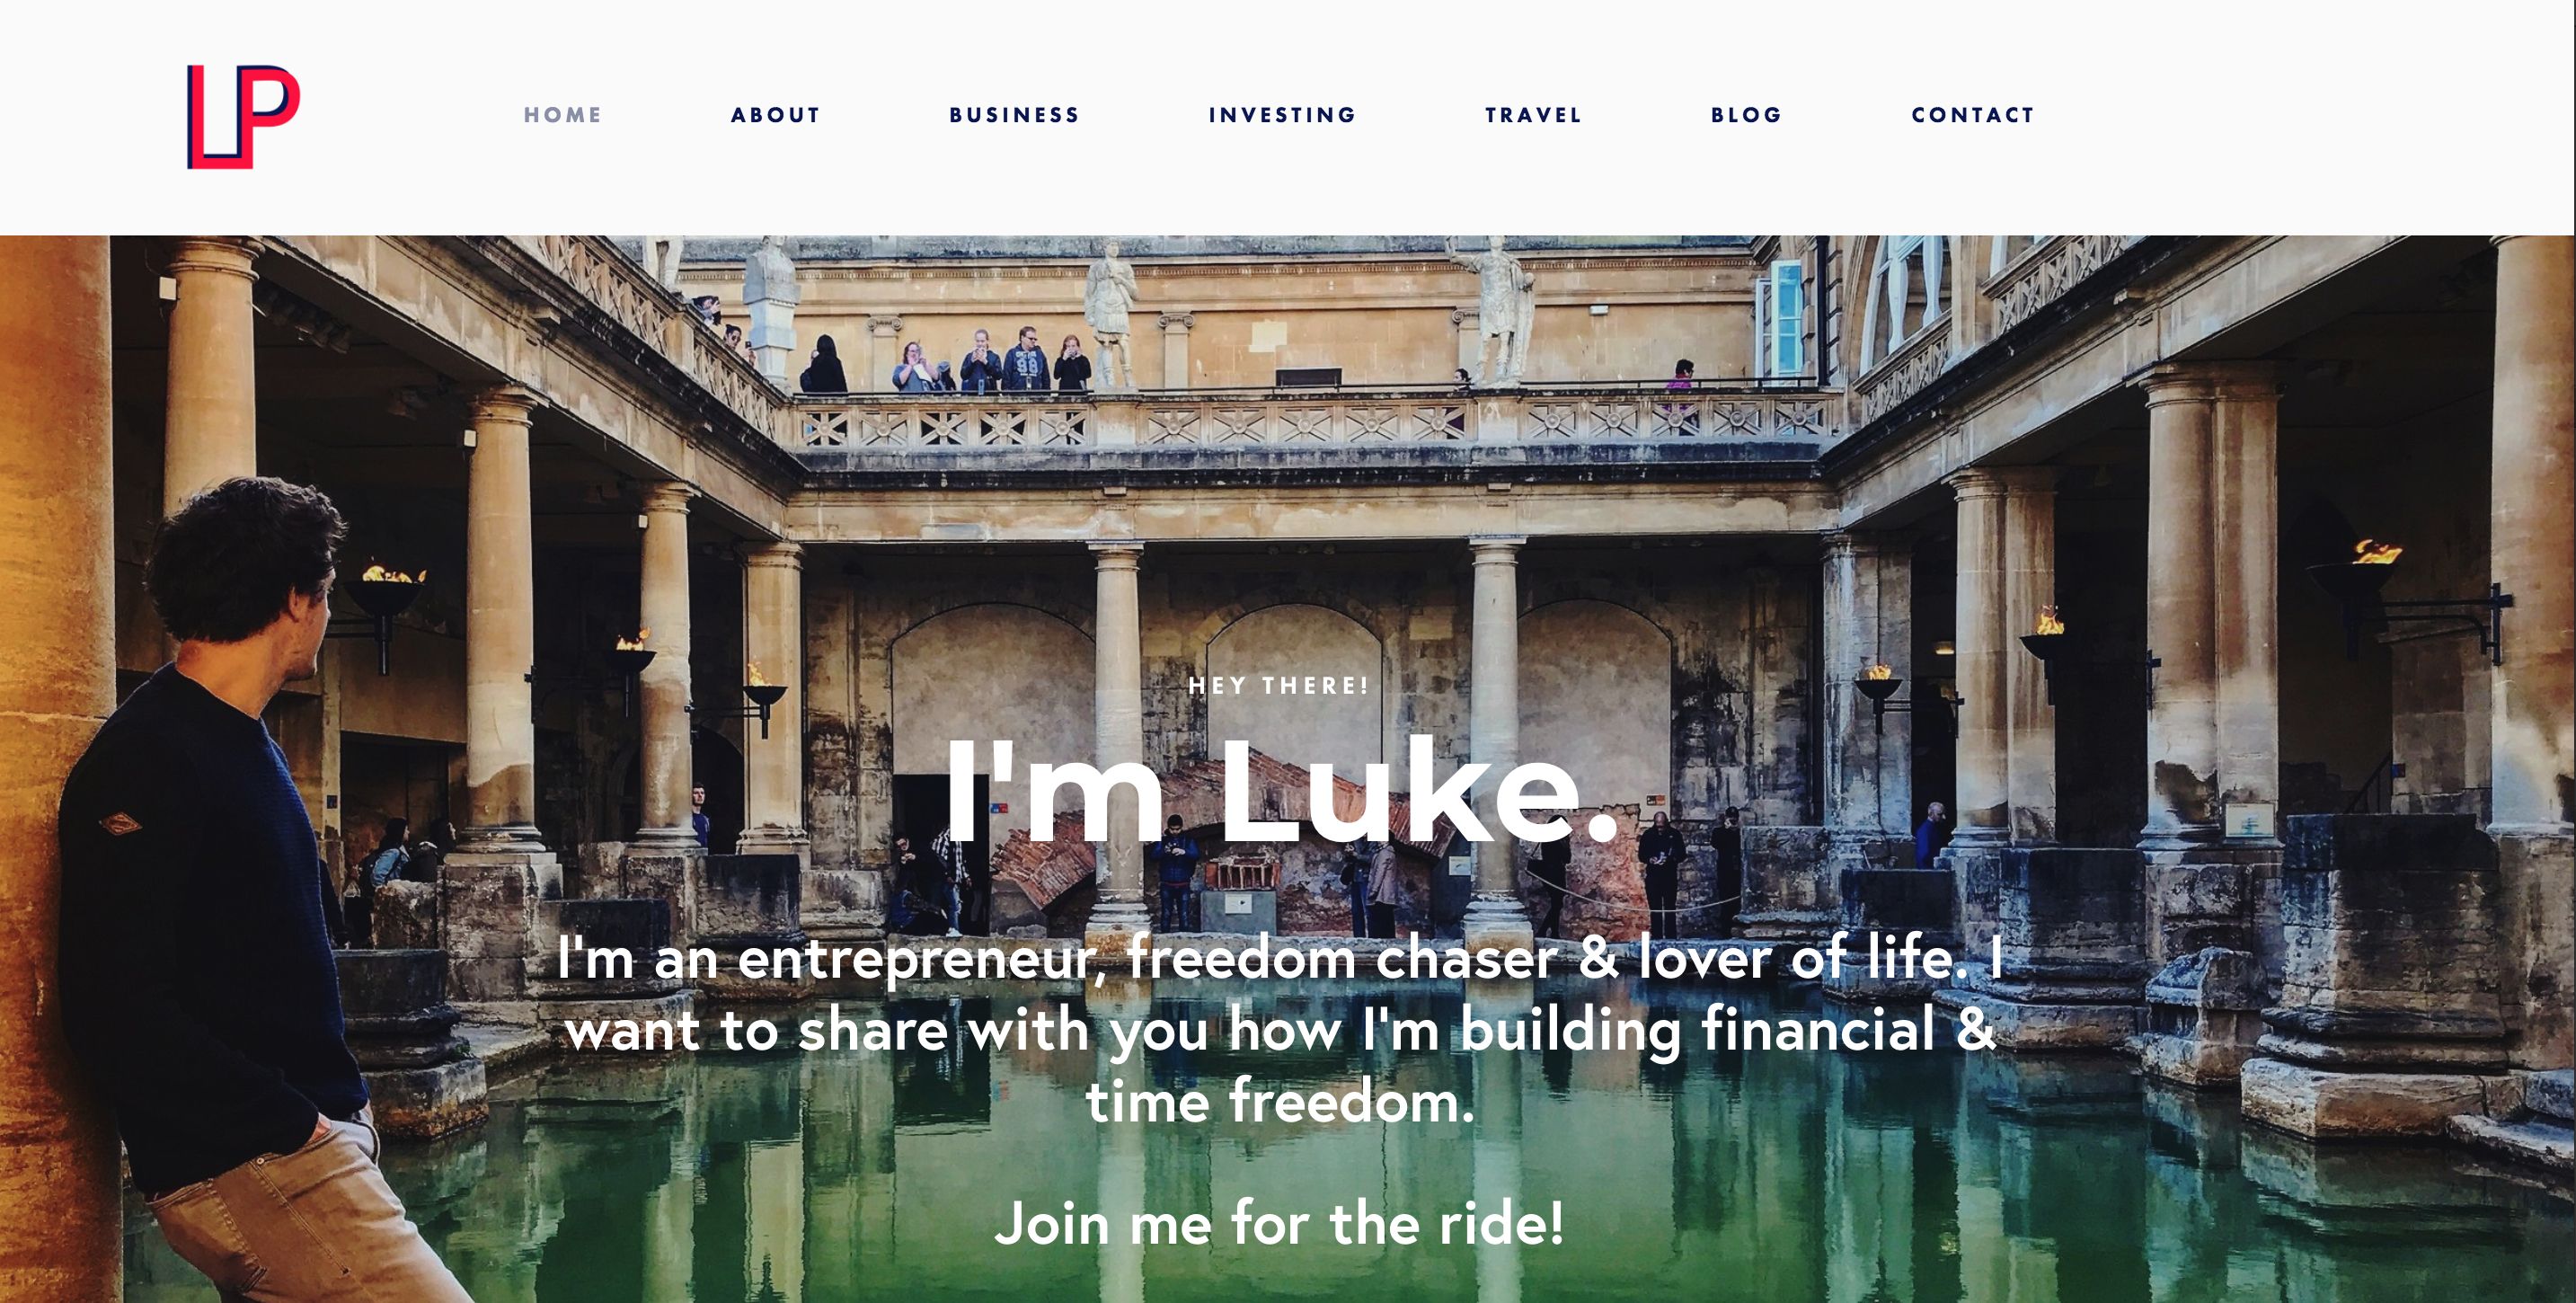 LP
HOME
ABOUT
BUSINESS
INVESTING
TRAVEL
BLOG
CONTACT
HEY THERE!
I'm Luke.
I'm an entrepreneur, freedom chaser & lover of life. I
want to share with you how I'm building financial &
time freedom.
Join me for the ride!